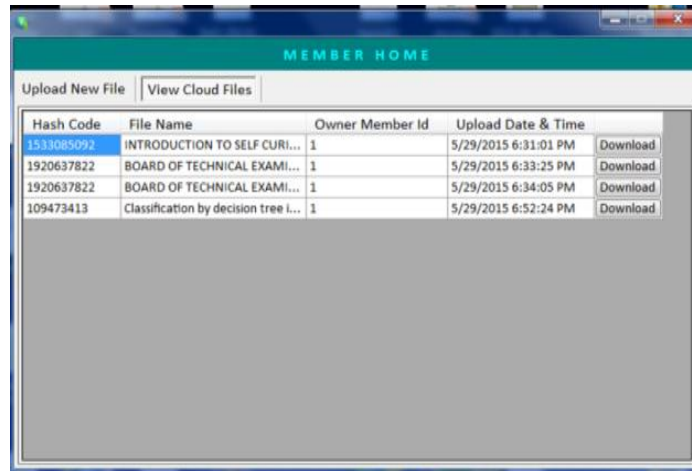 MEMBER HOME
Upload New File View Cloud Files
Hash Code File Name Owner Member Id Upload Date & Time
1533085092 INTRODUCTION TO SELF CURI... 1 5/29/2015 6:31:01 PM Download
1920637822 BOARD OF TECHNICAL EXAMI... 1 5/29/2015 6:33:25 PM Download
1920637822 BOARD OF TECHNICAL EXAMI... 1 5/29/2015 6:34:05 PM Download
109473413 Classification by decision tree i... 1 5/29/2015 6:52:24 PM Download